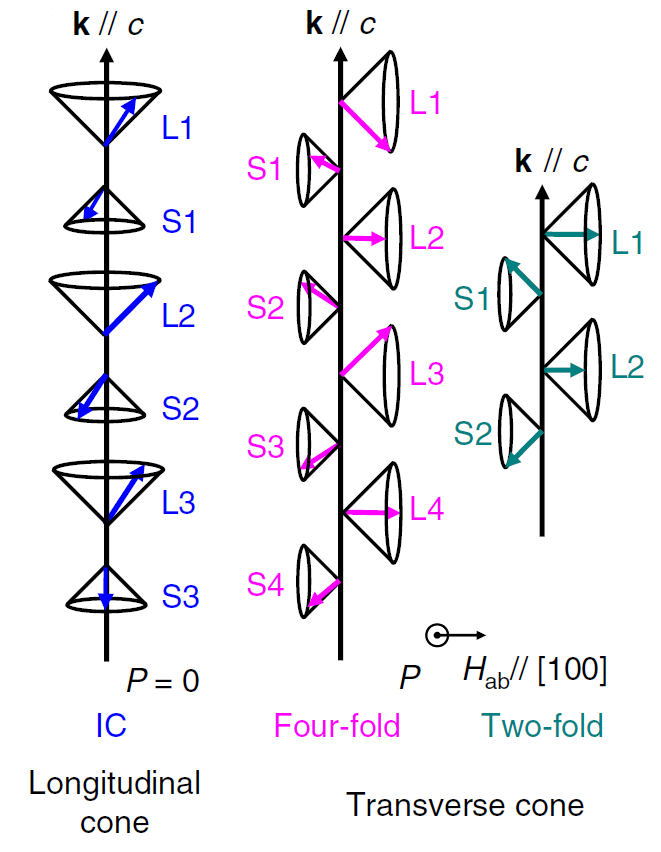 k // c
L1
S1
L2
S2
L3
S3
P = 0
IC
Longitudinal
cone
k // c
L1
S1
L2
S2
L3
S3
L4
S4
P
Four-fold
k // c
L1
S1
L2
S2
Hab// [100]
Two-fold
Transverse cone